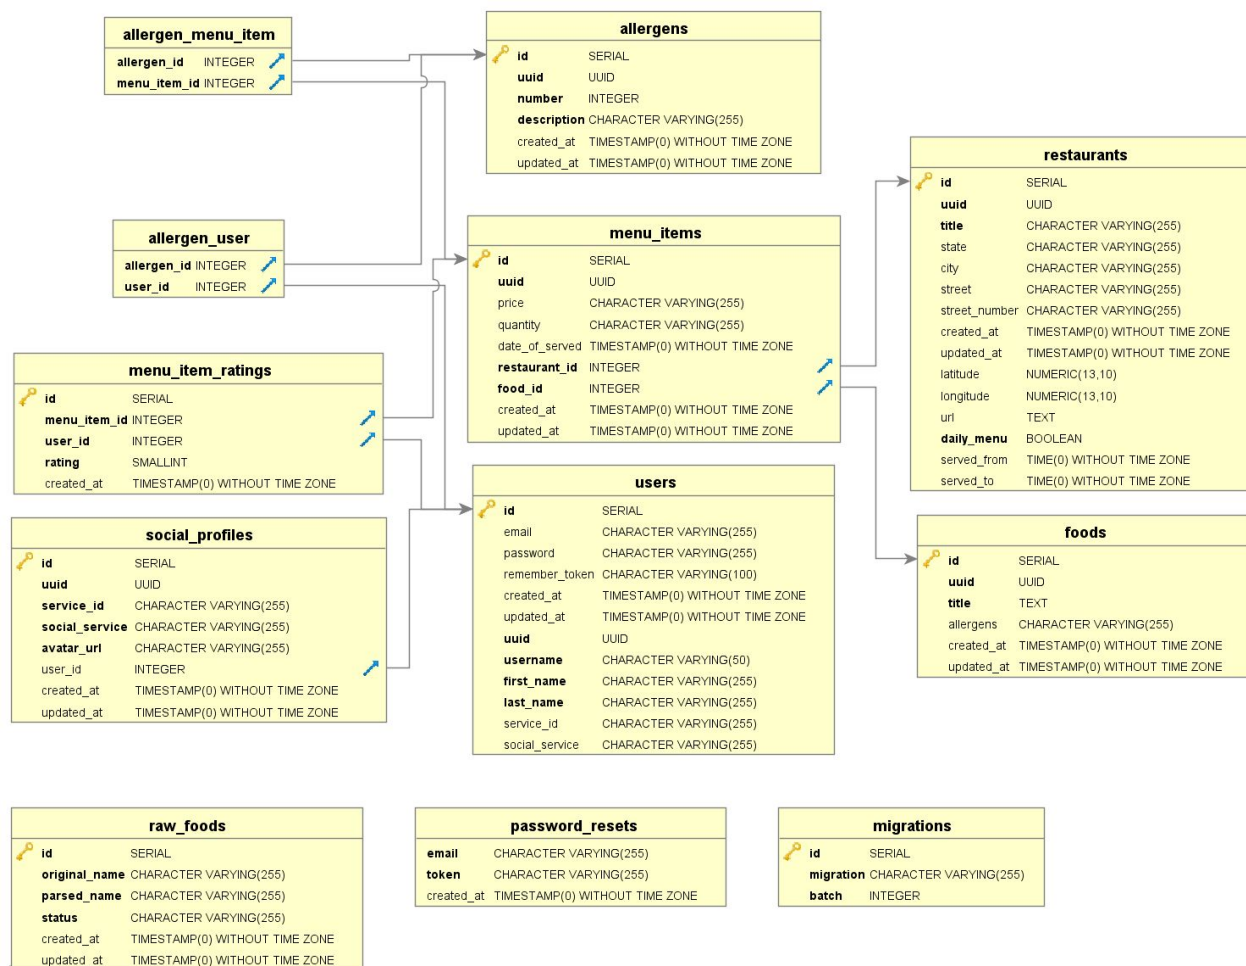 allergen_menu_item
allergen_id INTEGER
menu_item_id INTEGER
allergens
id SERIAL
uuid UUID
number INTEGER
description CHARACTER VARYING(255)
created_at TIMESTAMP(0) WITHOUT TIME ZONE
updated_at TIMESTAMP(0) WITHOUT TIME ZONE
restaurants
id SERIAL
uuid UUID
title CHARACTER VARYING(255)
state CHARACTER VARYING(255)
city CHARACTER VARYING(255)
street CHARACTER VARYING(255)
street_number CHARACTER VARYING(255)
created_at TIMESTAMP(0) WITHOUT TIME ZONE
updated_at TIMESTAMP(0) WITHOUT TIME ZONE
latitude NUMERIC(13,10)
longitude NUMERIC(13,10)
url TEXT
daily_menu BOOLEAN
served_from TIME(0) WITHOUT TIME ZONE
served_to TIME(0) WITHOUT TIME ZONE
allergen_user
allergen_id INTEGER
user_id INTEGER
menu_items
id SERIAL
uuid UUID
price CHARACTER VARYING(255)
quantity CHARACTER VARYING(255)
date_of_served TIMESTAMP(0) WITHOUT TIME ZONE
restaurant_id INTEGER
food_id INTEGER
created_at TIMESTAMP(0) WITHOUT TIME ZONE
updated_at TIMESTAMP(0) WITHOUT TIME ZONE
menu_item_ratings
id SERIAL
menu_item_id INTEGER
user_id INTEGER
rating SMALLINT
created_at TIMESTAMP(0) WITHOUT TIME ZONE
users
id SERIAL
email CHARACTER VARYING(255)
password CHARACTER VARYING(255)
remember_token CHARACTER VARYING(100)
created_at TIMESTAMP(0) WITHOUT TIME ZONE
updated_at TIMESTAMP(0) WITHOUT TIME ZONE
uuid UUID
username CHARACTER VARYING(50)
first_name CHARACTER VARYING(255)
last_name CHARACTER VARYING(255)
service_id CHARACTER VARYING(255)
social_service CHARACTER VARYING(255)
foods
id SERIAL
uuid UUID
title TEXT
allergens CHARACTER VARYING(255)
created_at TIMESTAMP(0) WITHOUT TIME ZONE
updated_at TIMESTAMP(0) WITHOUT TIME ZONE
social_profiles
id SERIAL
uuid UUID
service_id CHARACTER VARYING(255)
social_service CHARACTER VARYING(255)
avatar_url CHARACTER VARYING(255)
user_id INTEGER
created_at TIMESTAMP(0) WITHOUT TIME ZONE
updated_at TIMESTAMP(0) WITHOUT TIME ZONE
raw_foods
id SERIAL
original_name CHARACTER VARYING(255)
parsed_name CHARACTER VARYING(255)
status CHARACTER VARYING(255)
created_at TIMESTAMP(0) WITHOUT TIME ZONE
updated_at TIMESTAMP(0) WITHOUT TIME ZONE
password_resets
email CHARACTER VARYING(255)
token CHARACTER VARYING(255)
created_at TIMESTAMP(0) WITHOUT TIME ZONE
migrations
id SERIAL
migration CHARACTER VARYING(255)
batch INTEGER